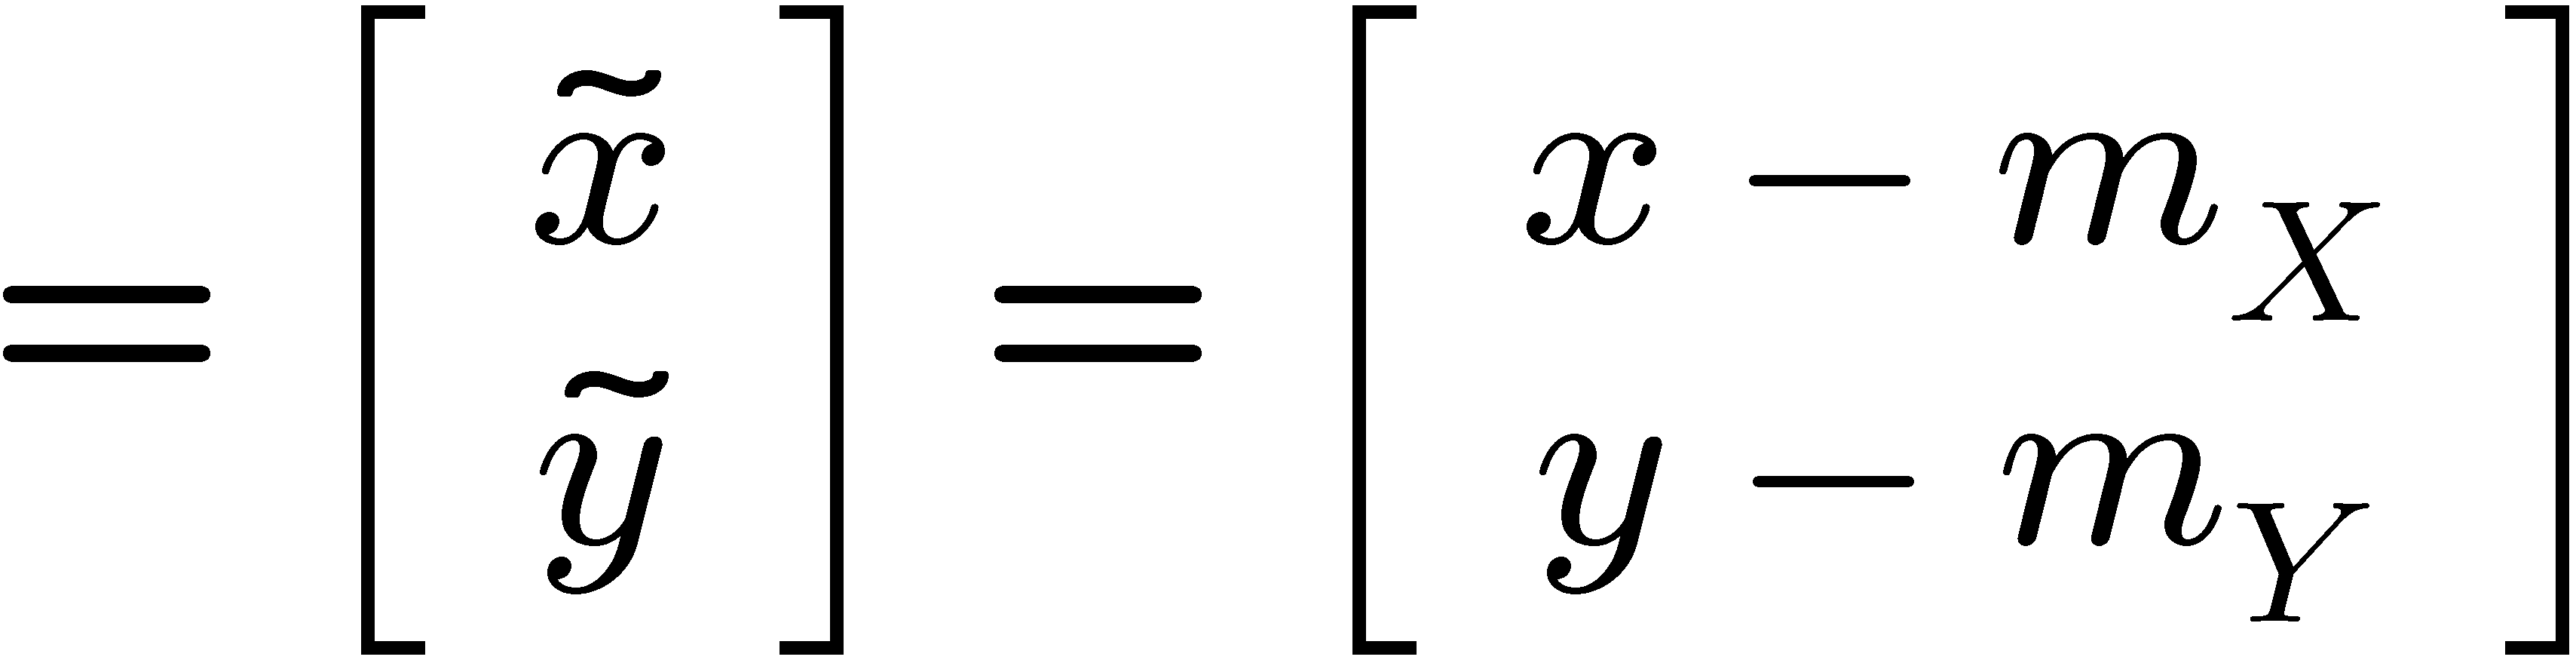 = [ x̃ ỹ ] = [ x − m_X y − m_Y ]